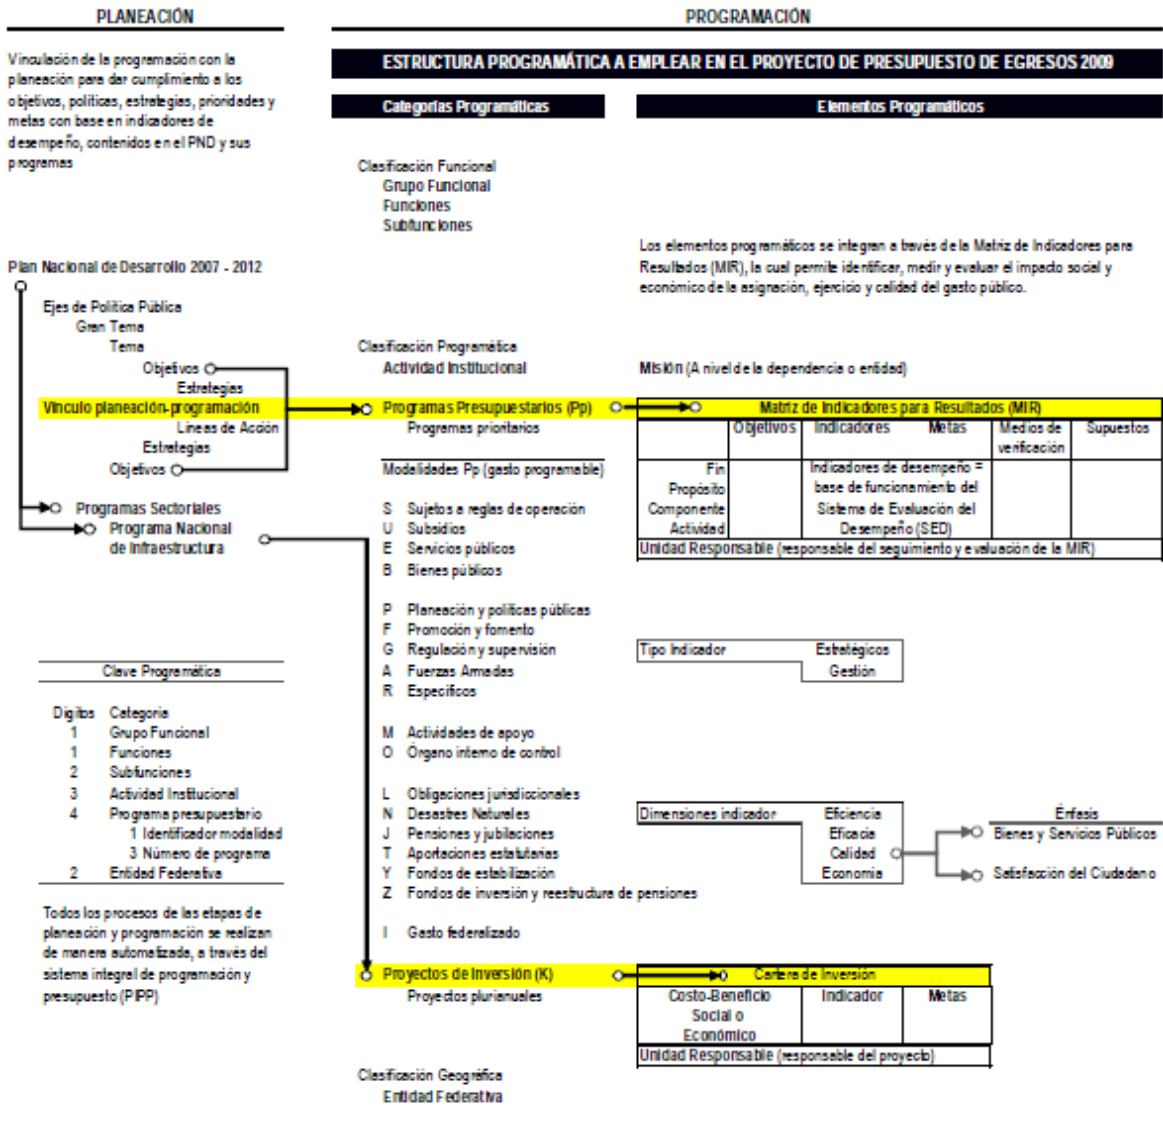 PLANEACIÓN
Vinculación de la programación con la
planeación para dar cumplimiento a los
objetivos, políticas, estrategias, prioridades y
metas con base en indicadores de
desempeño, contenidos en el PND y sus
programas
Plan Nacional de Desarrollo 2007 - 2012
Ejes de Política Pública
Gran Tema
Tema
Objetivos
Estrategias
Vínculo planeación-programación
Líneas de Acción
Estrategias
Objetivos
Programas Sectoriales
Programa Nacional
de Infraestructura
Clave Programática
Dígitos Categoría
1 Grupo Funcional
1 Funciones
2 Subfunciones
3 Actividad Institucional
4 Programa presupuestario
1 Identificador modalidad
3 Número de programa
2 Entidad Federativa
Todos los procesos de las etapas de
planeación y programación se realizan
de manera automatizada, a través del
sistema integral de programación y
presupuesto (PIPP)
PROGRAMACIÓN
ESTRUCTURA PROGRAMÁTICA A EMPLEAR EN EL PROYECTO DE PRESUPUESTO DE EGRESOS 2009
Categorías Programáticas
Clasificación Funcional
Grupo Funcional
Funciones
Subfunciones
Clasificación Programática
Actividad Institucional
Programas Presupuestarios (Pp)
Programas prioritarios
Modalidades Pp (gasto programable)
S Sujetos a reglas de operación
U Subsidios
E Servicios públicos
B Bienes públicos
P Planeación y políticas públicas
F Promoción y fomento
G Regulación y supervisión
A Fuerzas Armadas
R Específicos
M Actividades de apoyo
O Órgano interno de control
L Obligaciones jurisdiccionales
N Desastres Naturales
J Pensiones y jubilaciones
T Aportaciones estatutarias
Y Fondos de estabilización
Z Fondos de inversión y reestructura de pensiones
I Gasto federalizado
Proyectos de Inversión (K)
Proyectos plurianuales
Clasificación Geográfica
Entidad Federativa
Elementos Programáticos
Los elementos programáticos se integran a través de la Matriz de Indicadores para
Resultados (MIR), la cual permite identificar, medir y evaluar el impacto social y
económico de la asignación, ejercicio y calidad del gasto público.
Misión (A nivel de la dependencia o entidad)
Matriz de Indicadores para Resultados (MIR)
Objetivos Indicadores Metas Medios de Supuestos
verificación
Fin Indicadores de desempeño =
Propósito base de funcionamiento del
Componente Sistema de Evaluación del
Actividad Desempeño (SED)
Unidad Responsable (responsable del seguimiento y evaluación de la MIR)
Tipo Indicador Estratégicos
Gestión
Dimensiones indicador Eficiencia
Eficacia
Calidad
Economía
Énfasis
Bienes y Servicios Públicos
Satisfacción del Ciudadano
Cartera de Inversión
Costo-Beneficio Indicador Metas
Social o
Económico
Unidad Responsable (responsable del proyecto)